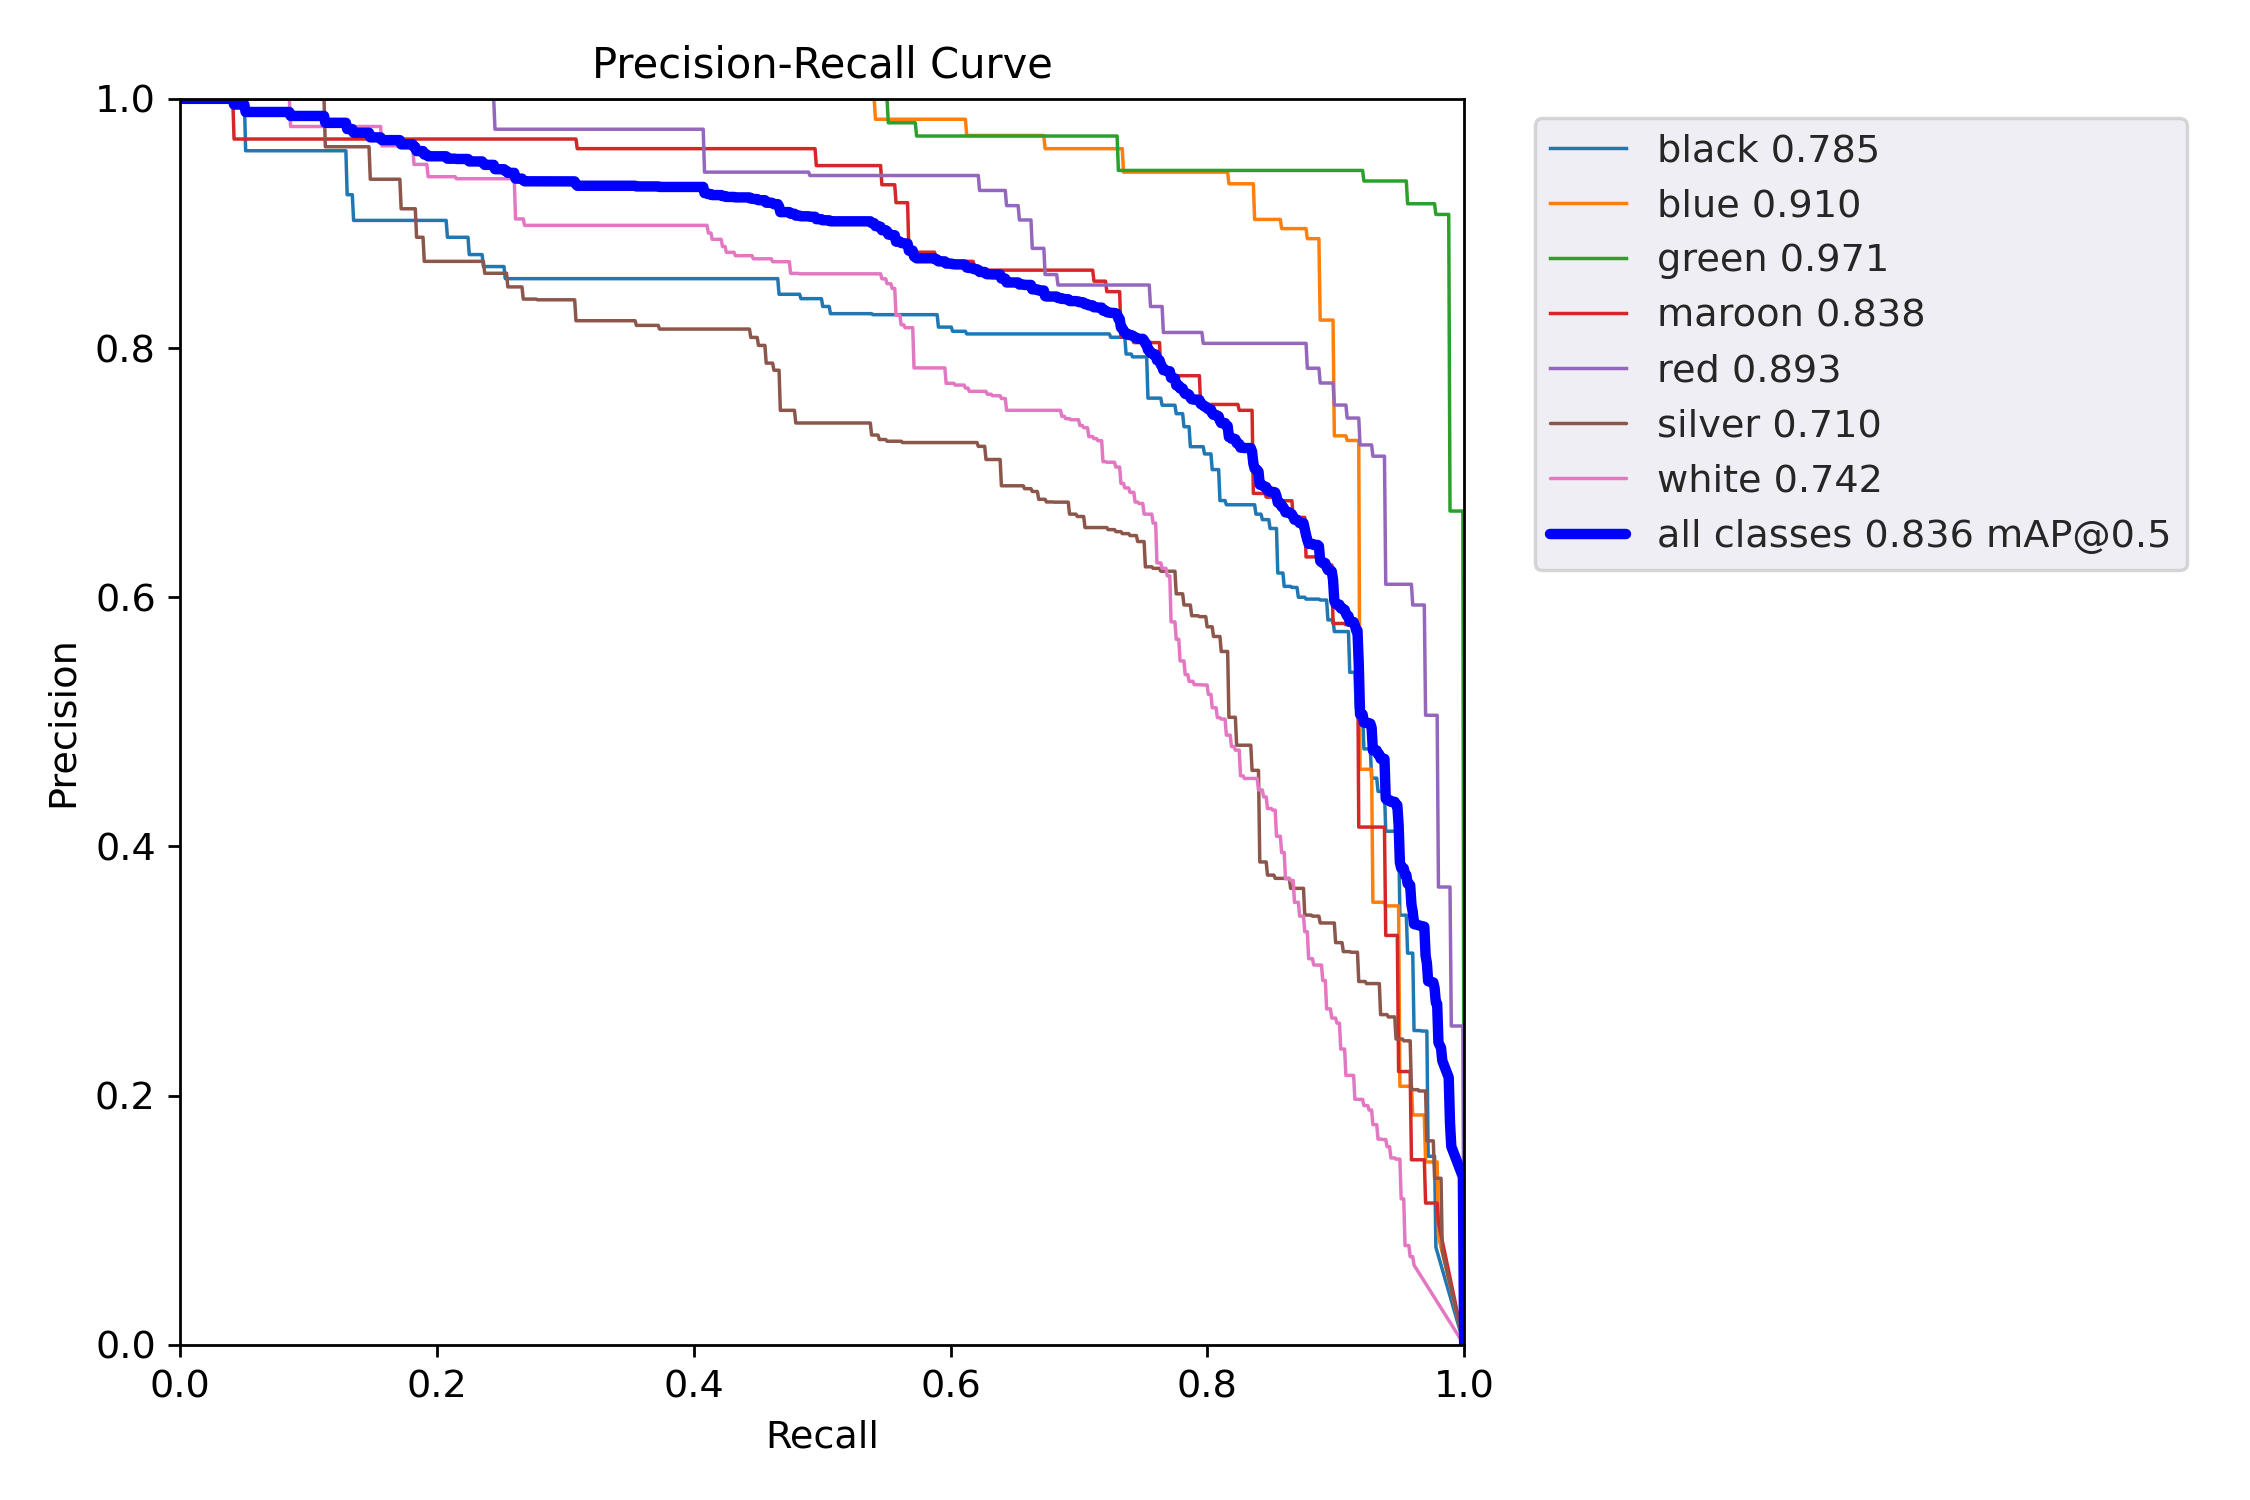 Precision-Recall Curve
1.0
0.8
0.6
0.4
0.2
0.0
Precision
0.0 0.2 0.4 0.6 0.8 1.0
Recall
black 0.785
blue 0.910
green 0.971
maroon 0.838
red 0.893
silver 0.710
white 0.742
all classes 0.836 mAP@0.5